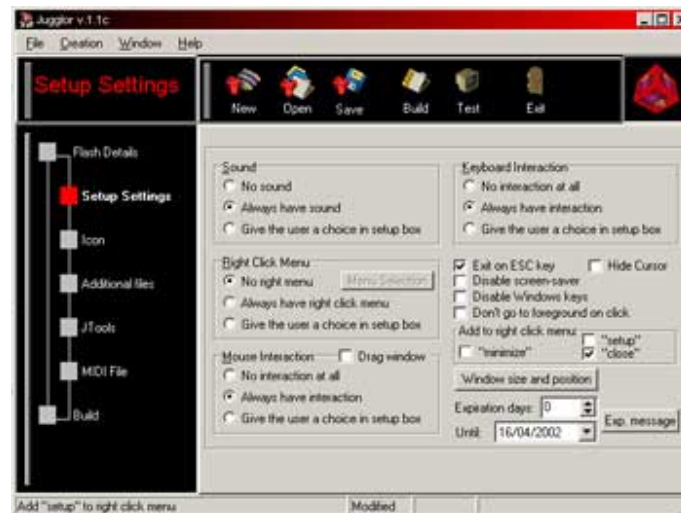 Jugglor v.1.1c
File Creation Window Help
Setup Settings
New Open Save Build Test Exit
Flash Details
Setup Settings
Icon
Additional files
JTools
MIDI File
Build
Sound
No sound
Always have sound
Give the user a choice in setup box
Right Click Menu
No right menu Menu Selection
Always have right click menu
Give the user a choice in setup box
Mouse Interaction Drag window
No interaction at all
Always have interaction
Give the user a choice in setup box
Keyboard Interaction
No interaction at all
Always have interaction
Give the user a choice in setup box
Exit on ESC key Hide Cursor
Disable screen-saver
Disable Windows keys
Don't go to foreground on click
Add to right click menu:
"setup"
"minimize" "close"
Window size and position
Expiration days: 0
Until: 16/04/2002 Exp. message
Add "setup" to right click menu Modified